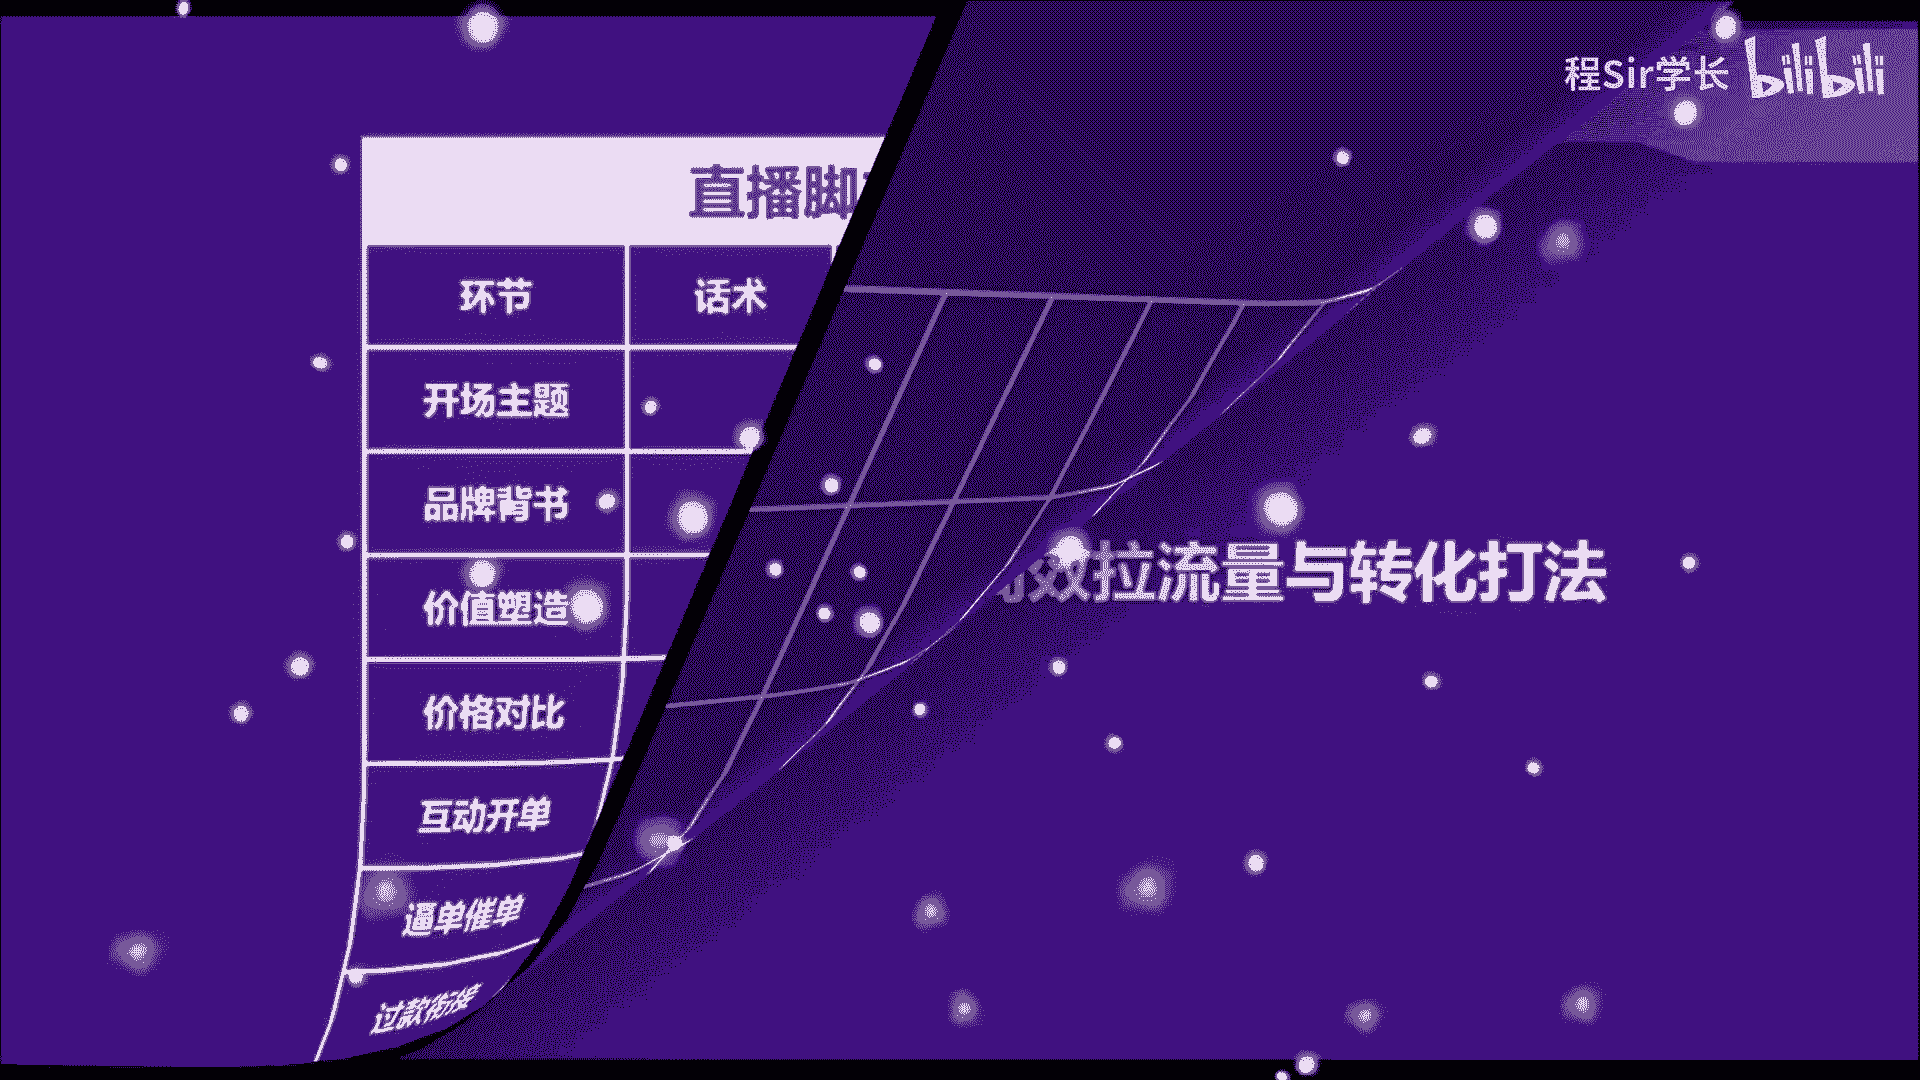 程Sir学长 bilibili
直播脚
环节 话术
开场主题
品牌背书
价值塑造
价格对比
互动开单
逼单催单
过款衔接
效拉流量与转化打法